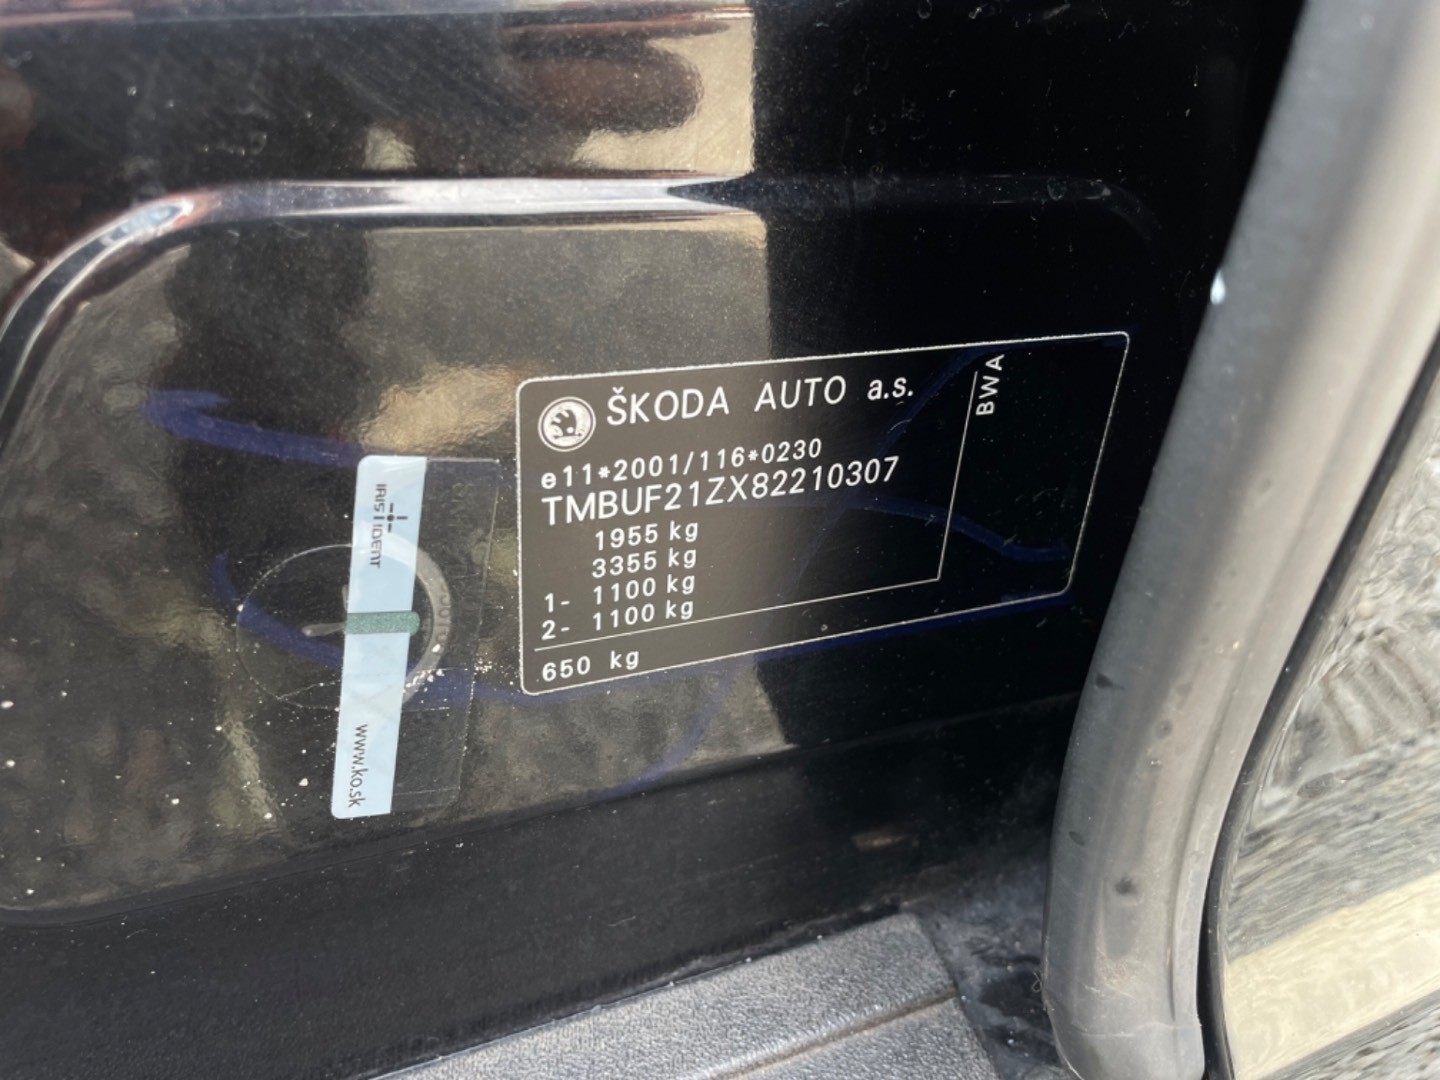 ŠKODA AUTO a.s.
BWA
e11*2001/116*0230
TMBUF21ZX82210307
1955 kg
3355 kg
1- 1100 kg
2- 1100 kg
650 kg
IRIS IDENT
www.ko.sk